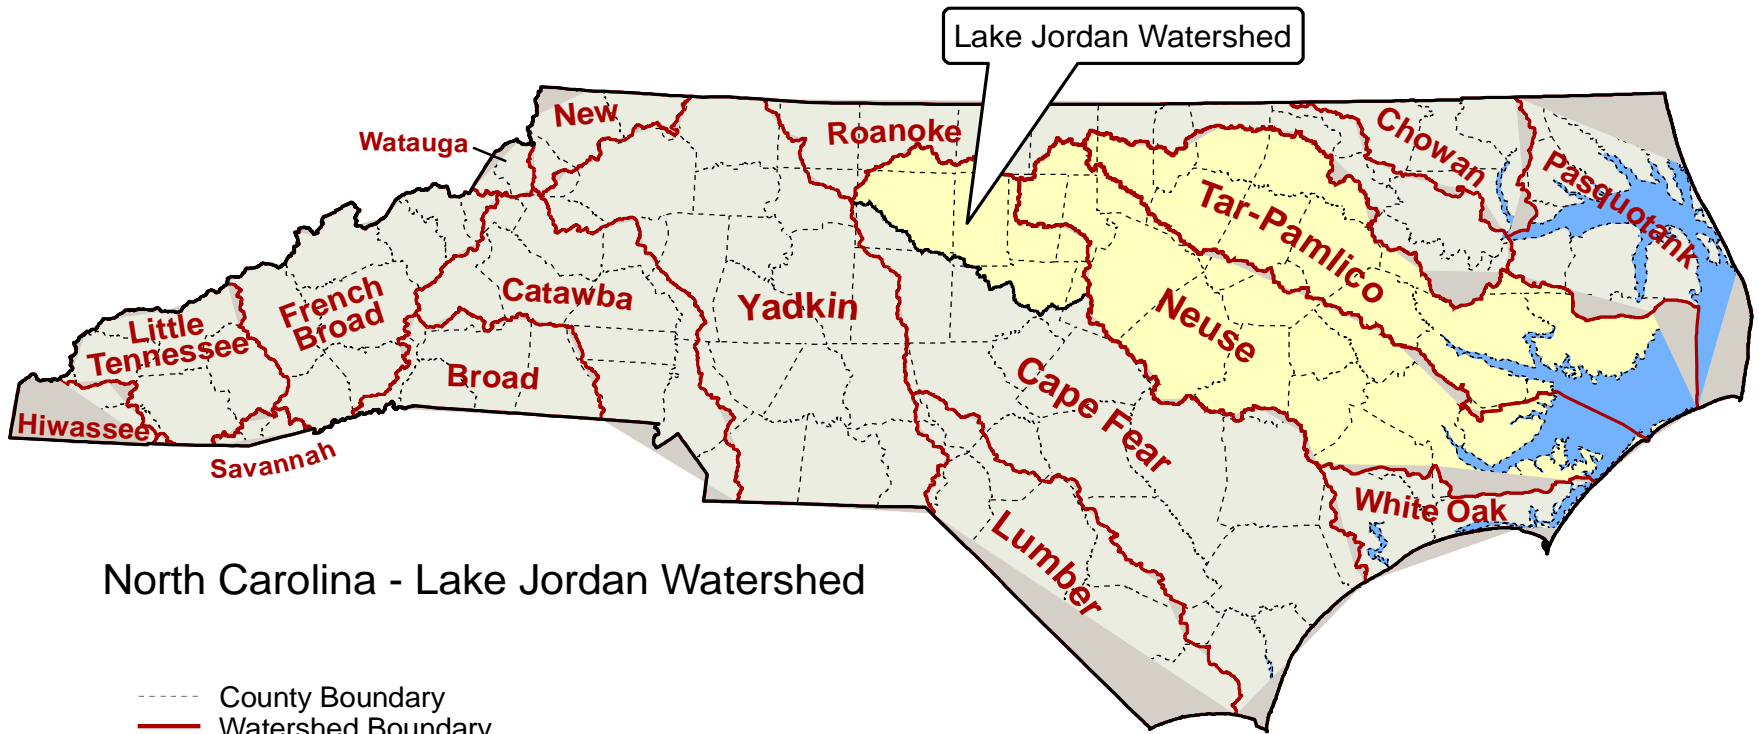 Lake Jordan Watershed
New
Watauga
Roanoke
Chowan
Pasquotank
Tar-Pamlico
French
Broad
Catawba
Yadkin
Neuse
Little
Tennessee
Broad
Cape Fear
Hiwassee
Savannah
White Oak
Lumber
North Carolina - Lake Jordan Watershed
County Boundary
Watershed Boundary